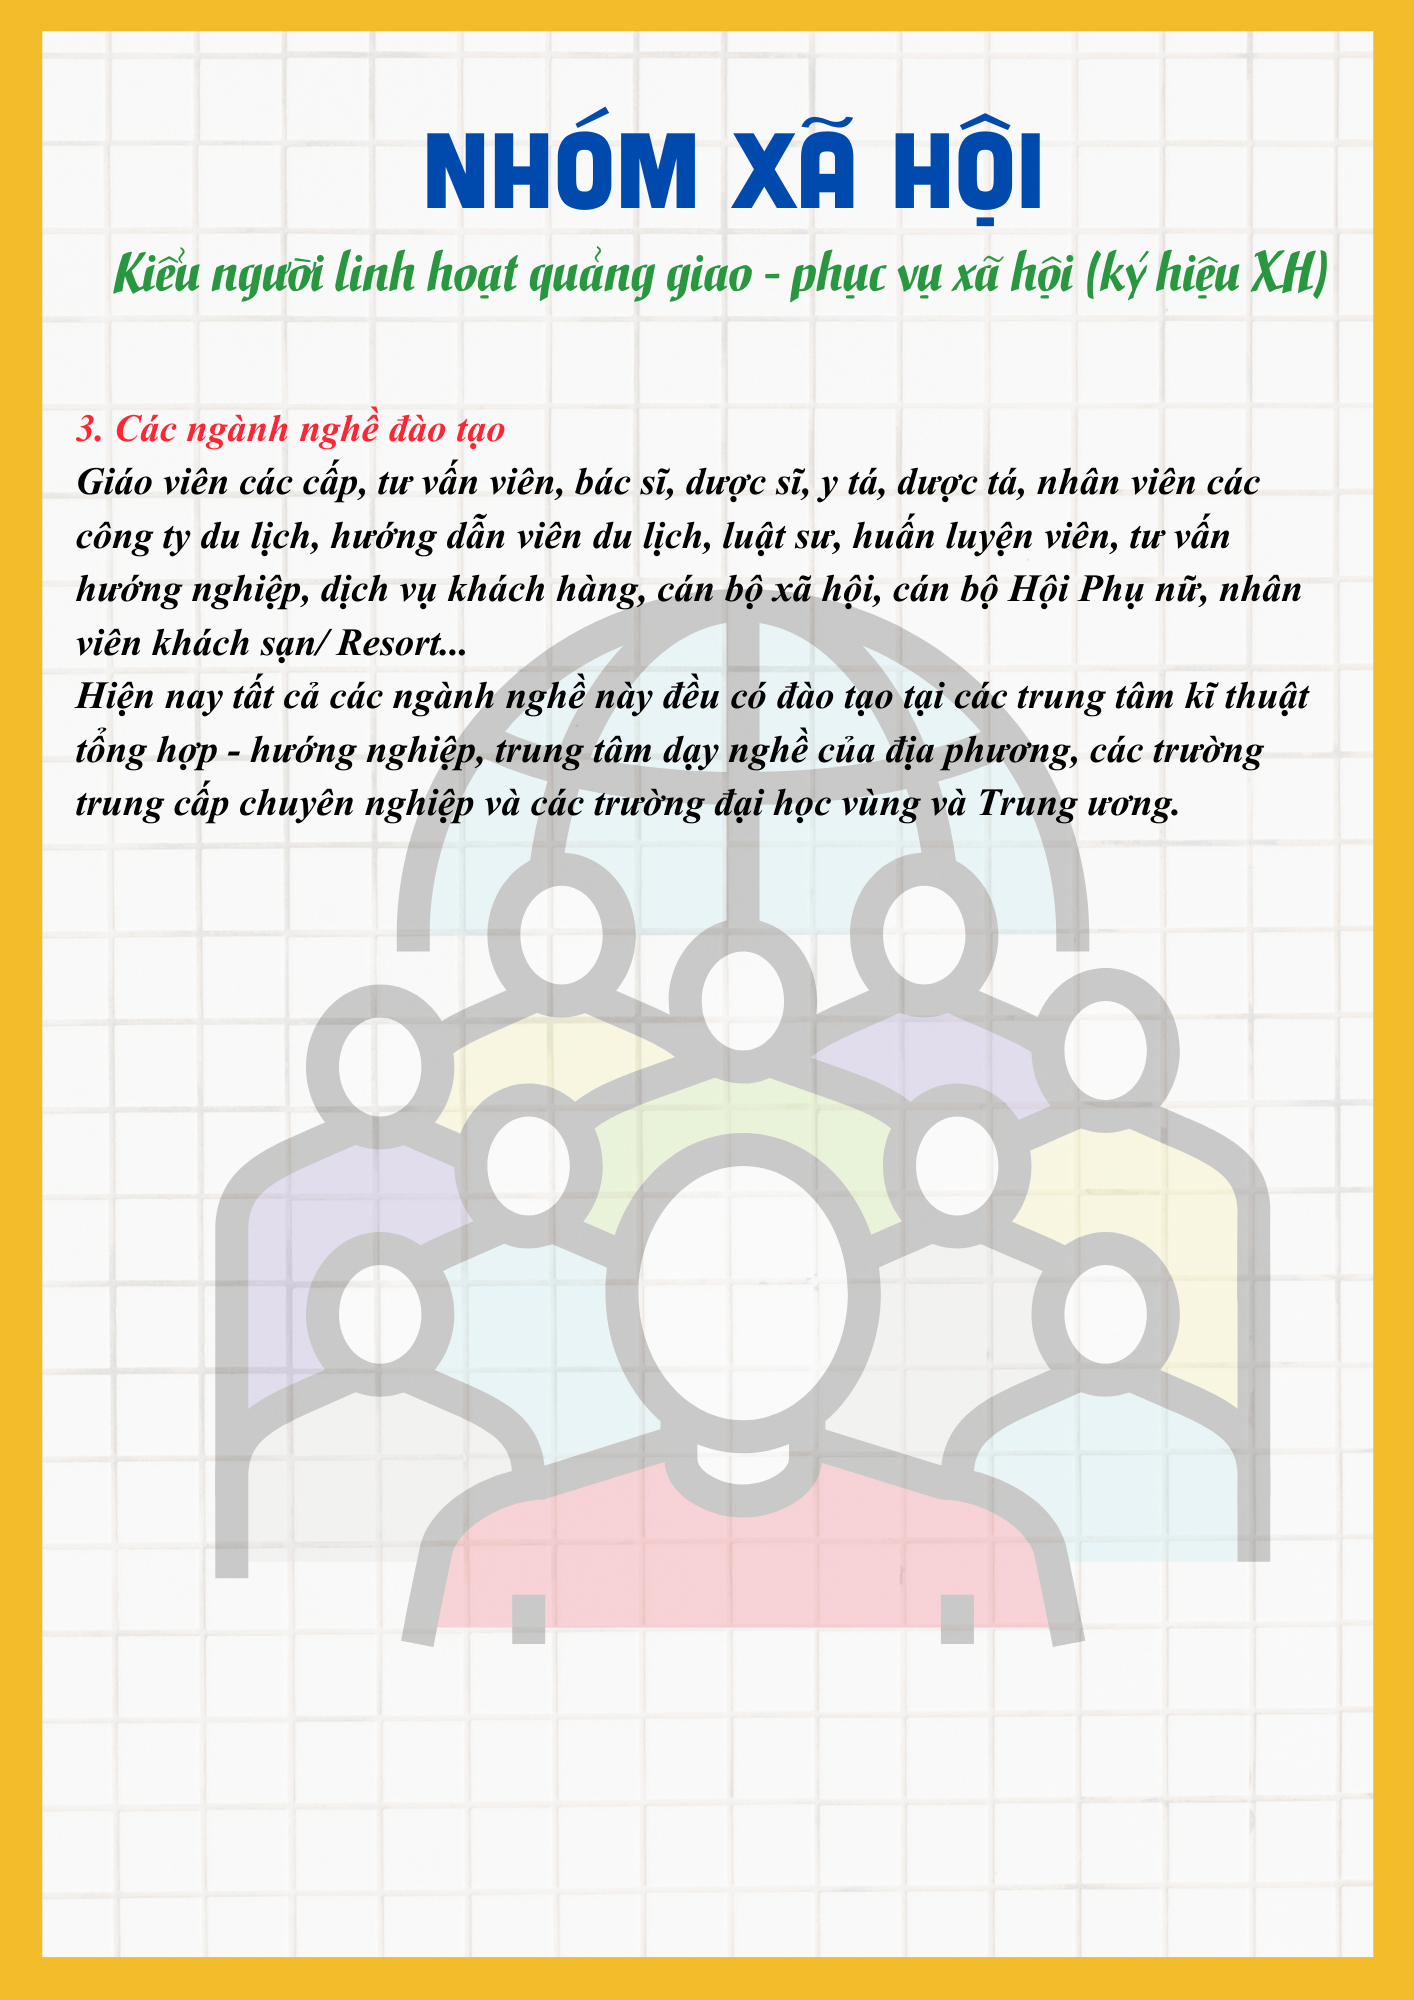 NHÓM XÃ HỘI
Kiểu người linh hoạt quảng giao - phục vụ xã hội (ký hiệu XH)
3. Các ngành nghề đào tạo
Giáo viên các cấp, tư vấn viên, bác sĩ, dược sĩ, y tá, dược tá, nhân viên các
công ty du lịch, hướng dẫn viên du lịch, luật sư, huấn luyện viên, tư vấn
hướng nghiệp, dịch vụ khách hàng, cán bộ xã hội, cán bộ Hội Phụ nữ, nhân
viên khách sạn/ Resort...
Hiện nay tất cả các ngành nghề này đều có đào tạo tại các trung tâm kĩ thuật
tổng hợp - hướng nghiệp, trung tâm dạy nghề của địa phương, các trường
trung cấp chuyên nghiệp và các trường đại học vùng và Trung ương.